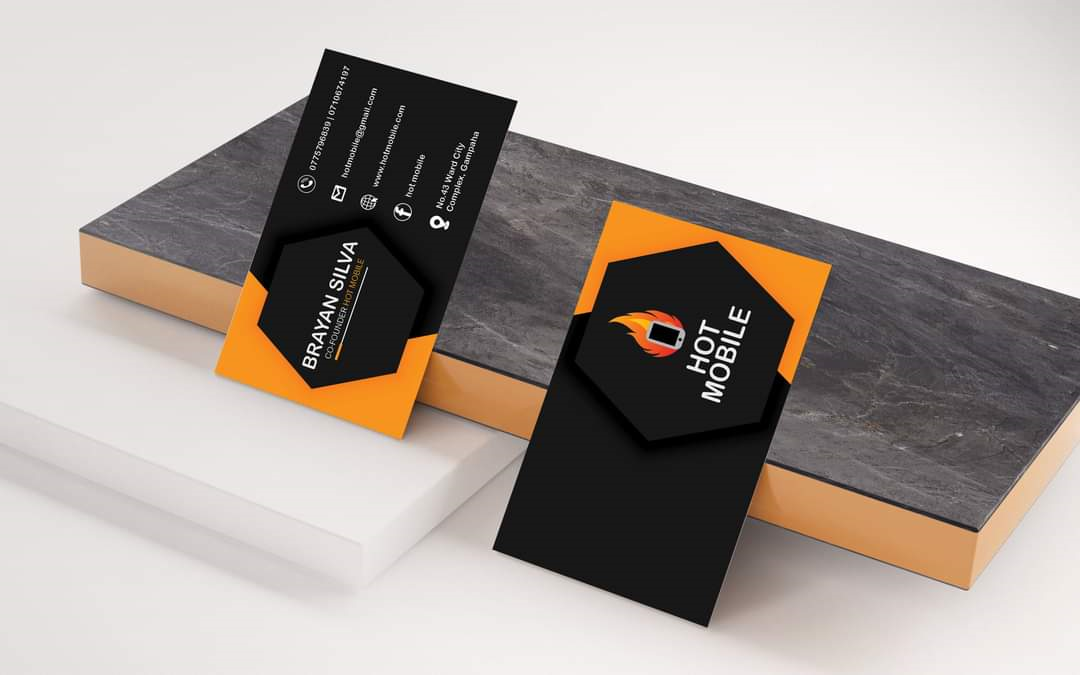 0775796839 | 0710674197
hotmobile@gmail.com
www.hotmobile.com
hot mobile
No.43 Ward City
Complex, Gampaha
BRAYAN SILVA
CO-FOUNDER HOT MOBILE
HOT
MOBILE